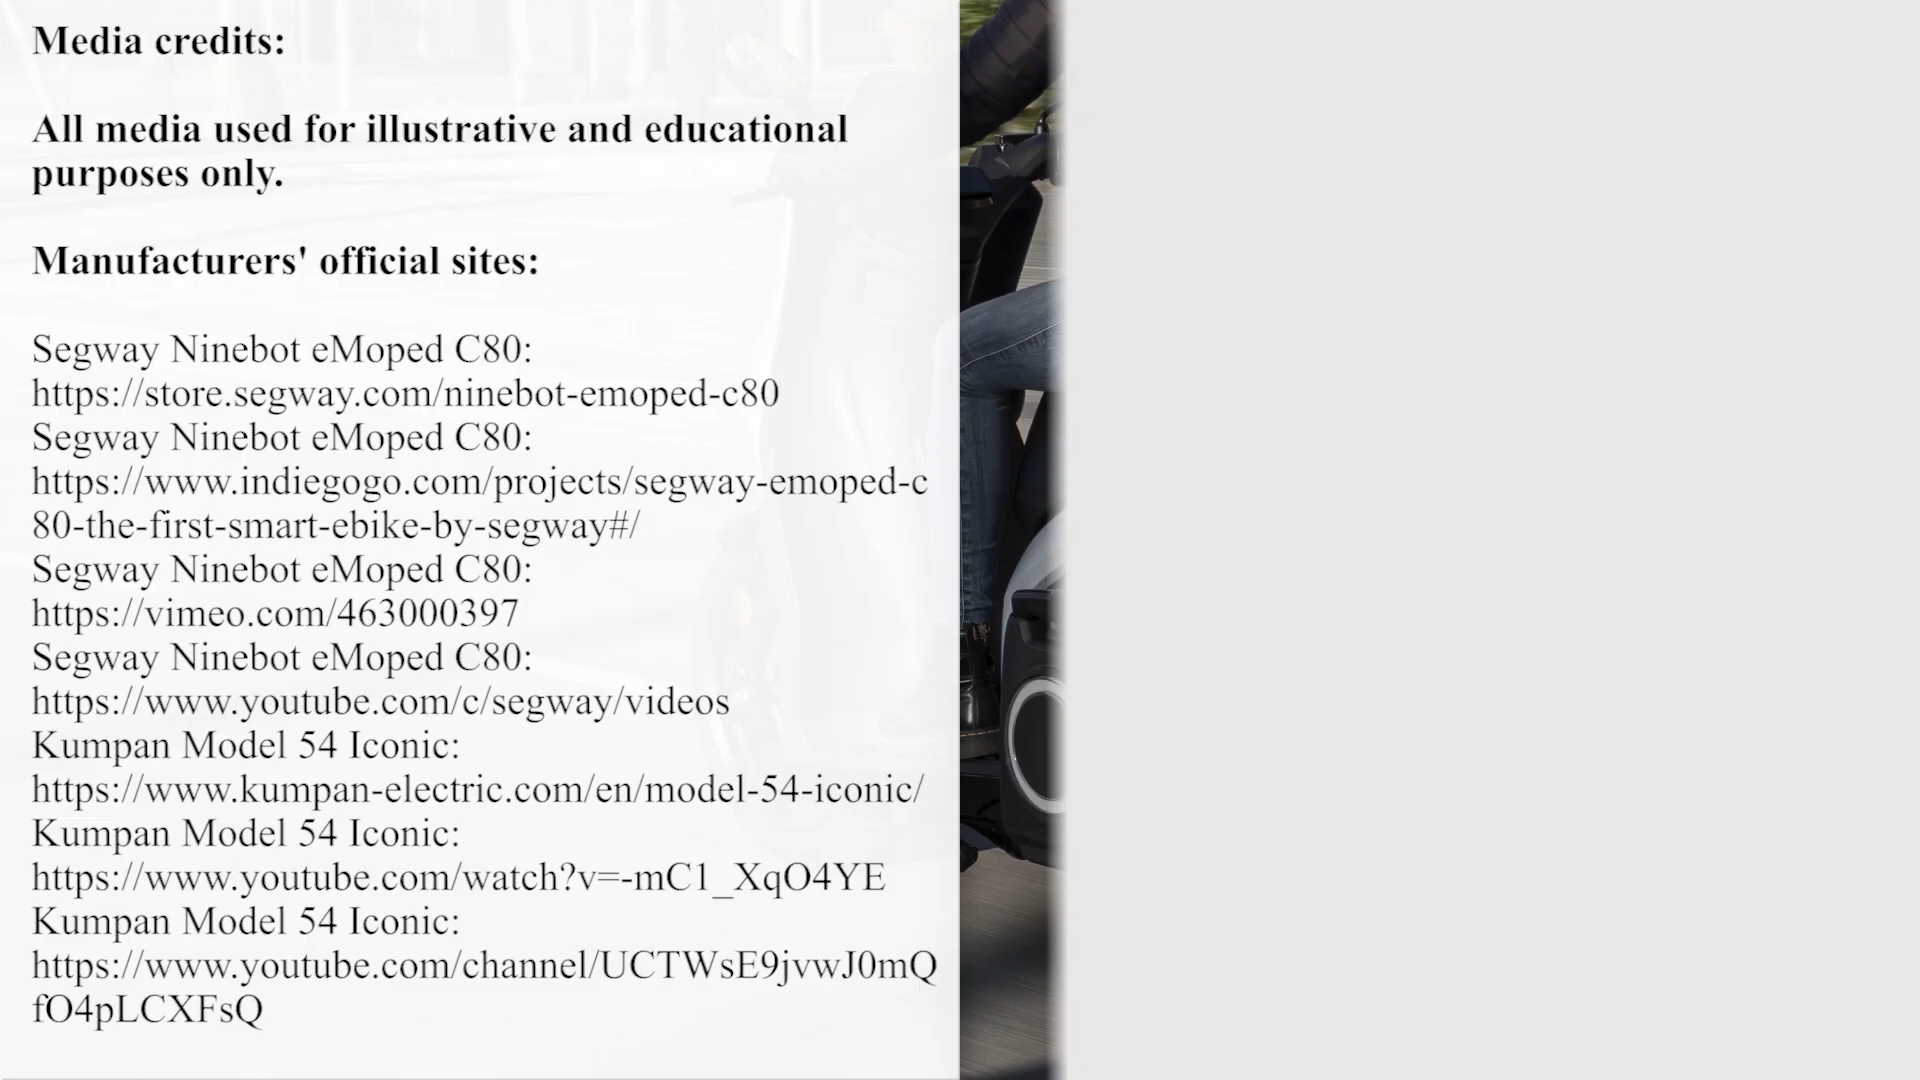 Media credits:
All media used for illustrative and educational
purposes only.
Manufacturers' official sites:
Segway Ninebot eMoped C80:
https://store.segway.com/ninebot-emoped-c80
Segway Ninebot eMoped C80:
https://www.indiegogo.com/projects/segway-emoped-c
80-the-first-smart-ebike-by-segway#/
Segway Ninebot eMoped C80:
https://vimeo.com/463000397
Segway Ninebot eMoped C80:
https://www.youtube.com/c/segway/videos
Kumpan Model 54 Iconic:
https://www.kumpan-electric.com/en/model-54-iconic/
Kumpan Model 54 Iconic:
https://www.youtube.com/watch?v=-mC1_XqO4YE
Kumpan Model 54 Iconic:
https://www.youtube.com/channel/UCTWsE9jvwJ0mQ
fO4pLCXFsQ